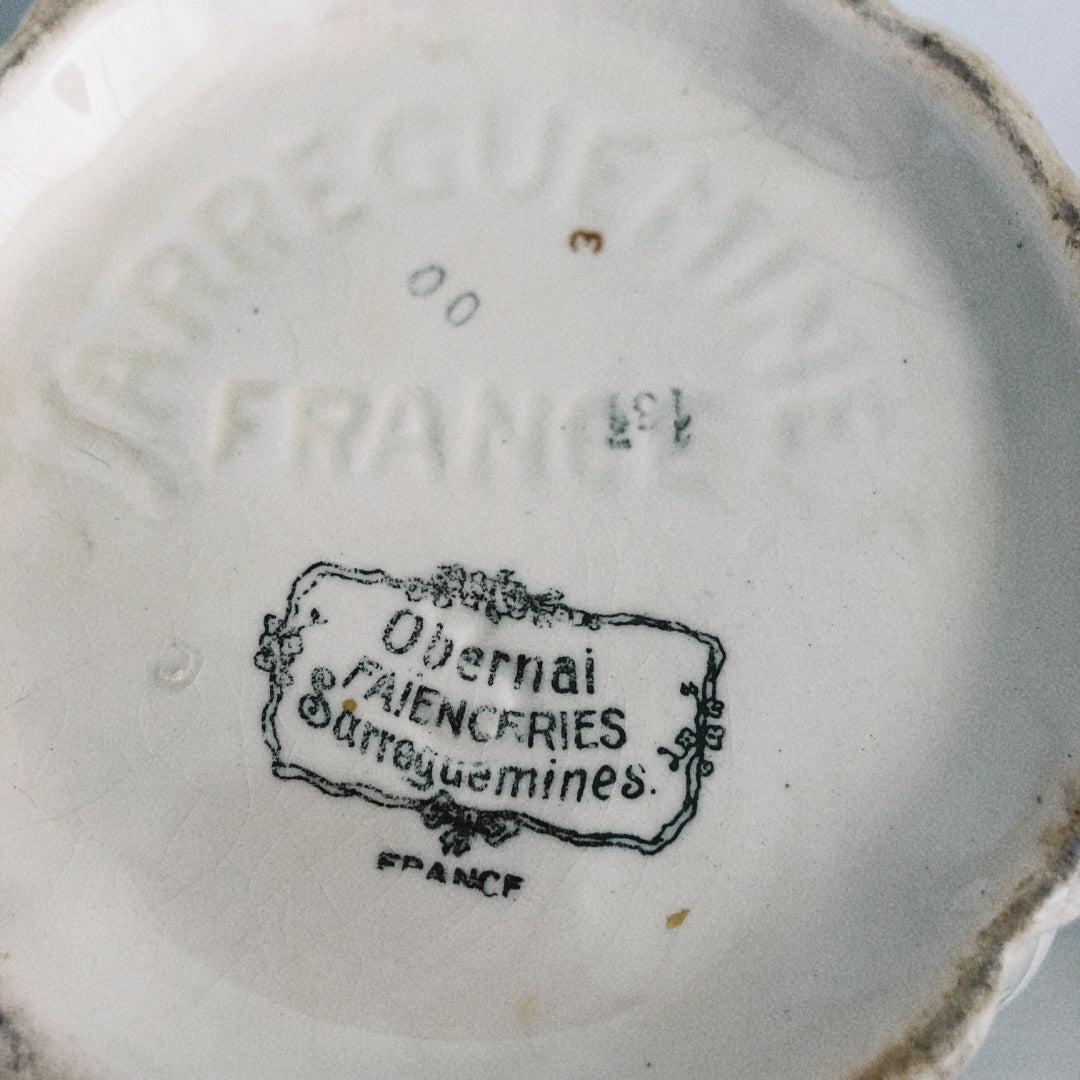 SARREGUEMINES
3
00
FRANCE
Obernai
FAIENCERIES
Sarreguemines.
FRANCE